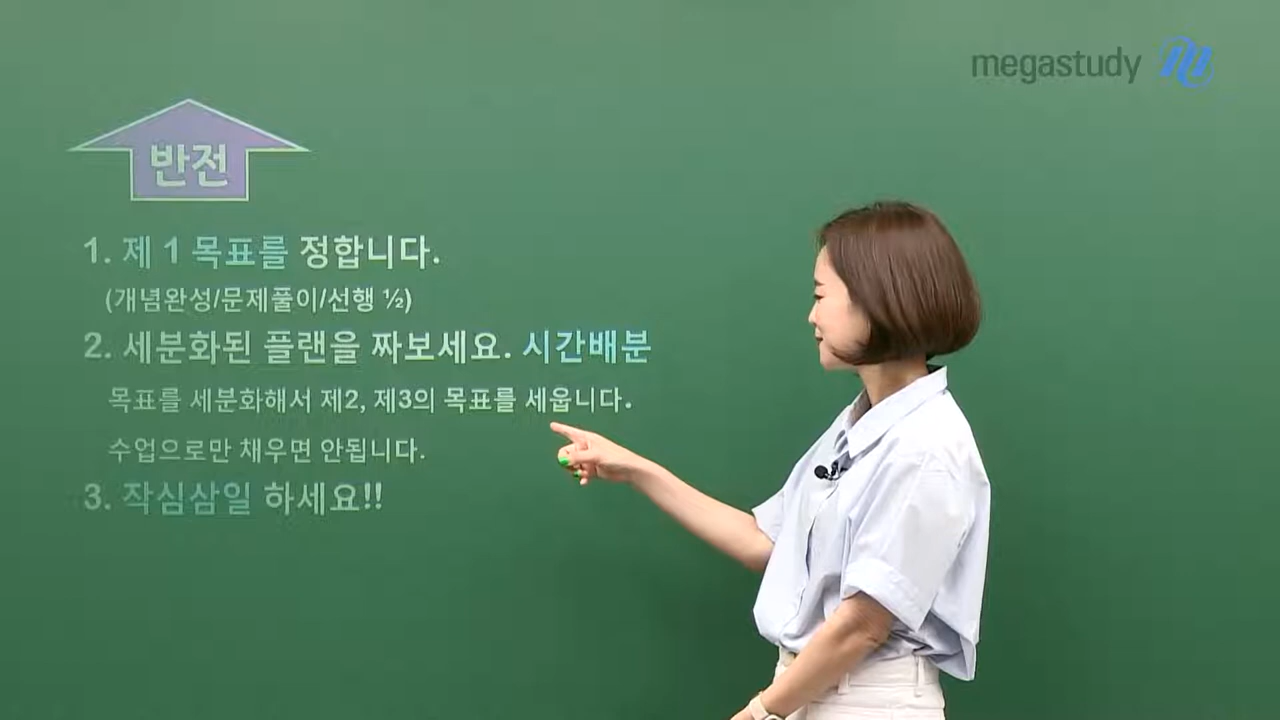 megastudy
반전
1. 제 1 목표를 정합니다.
(개념완성/문제풀이/선행 ½)
2. 세분화된 플랜을 짜보세요. 시간배분
목표를 세분화해서 제2, 제3의 목표를 세웁니다.
수업으로만 채우면 안됩니다.
3. 작심삼일 하세요!!